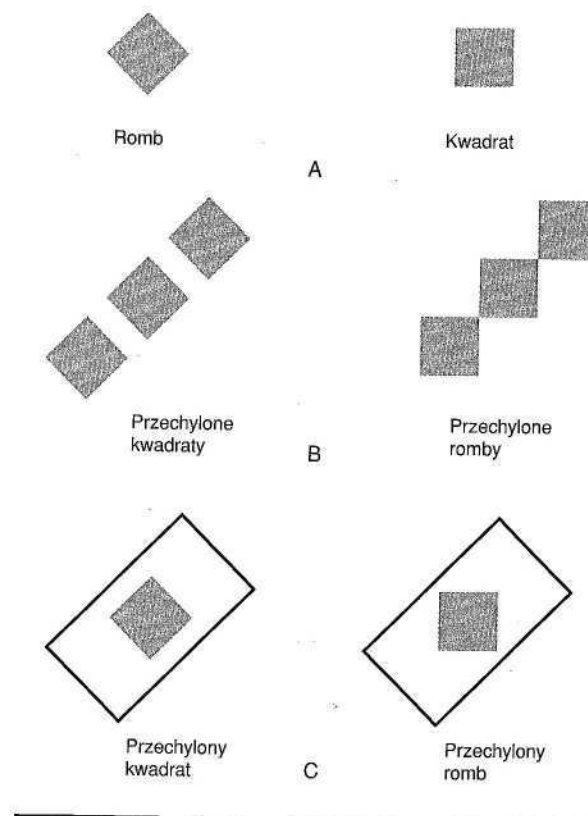 Romb
Kwadrat
A
Przechylone
kwadraty
Przechylone
romby
B
Przechylony
kwadrat
Przechylony
romb
C